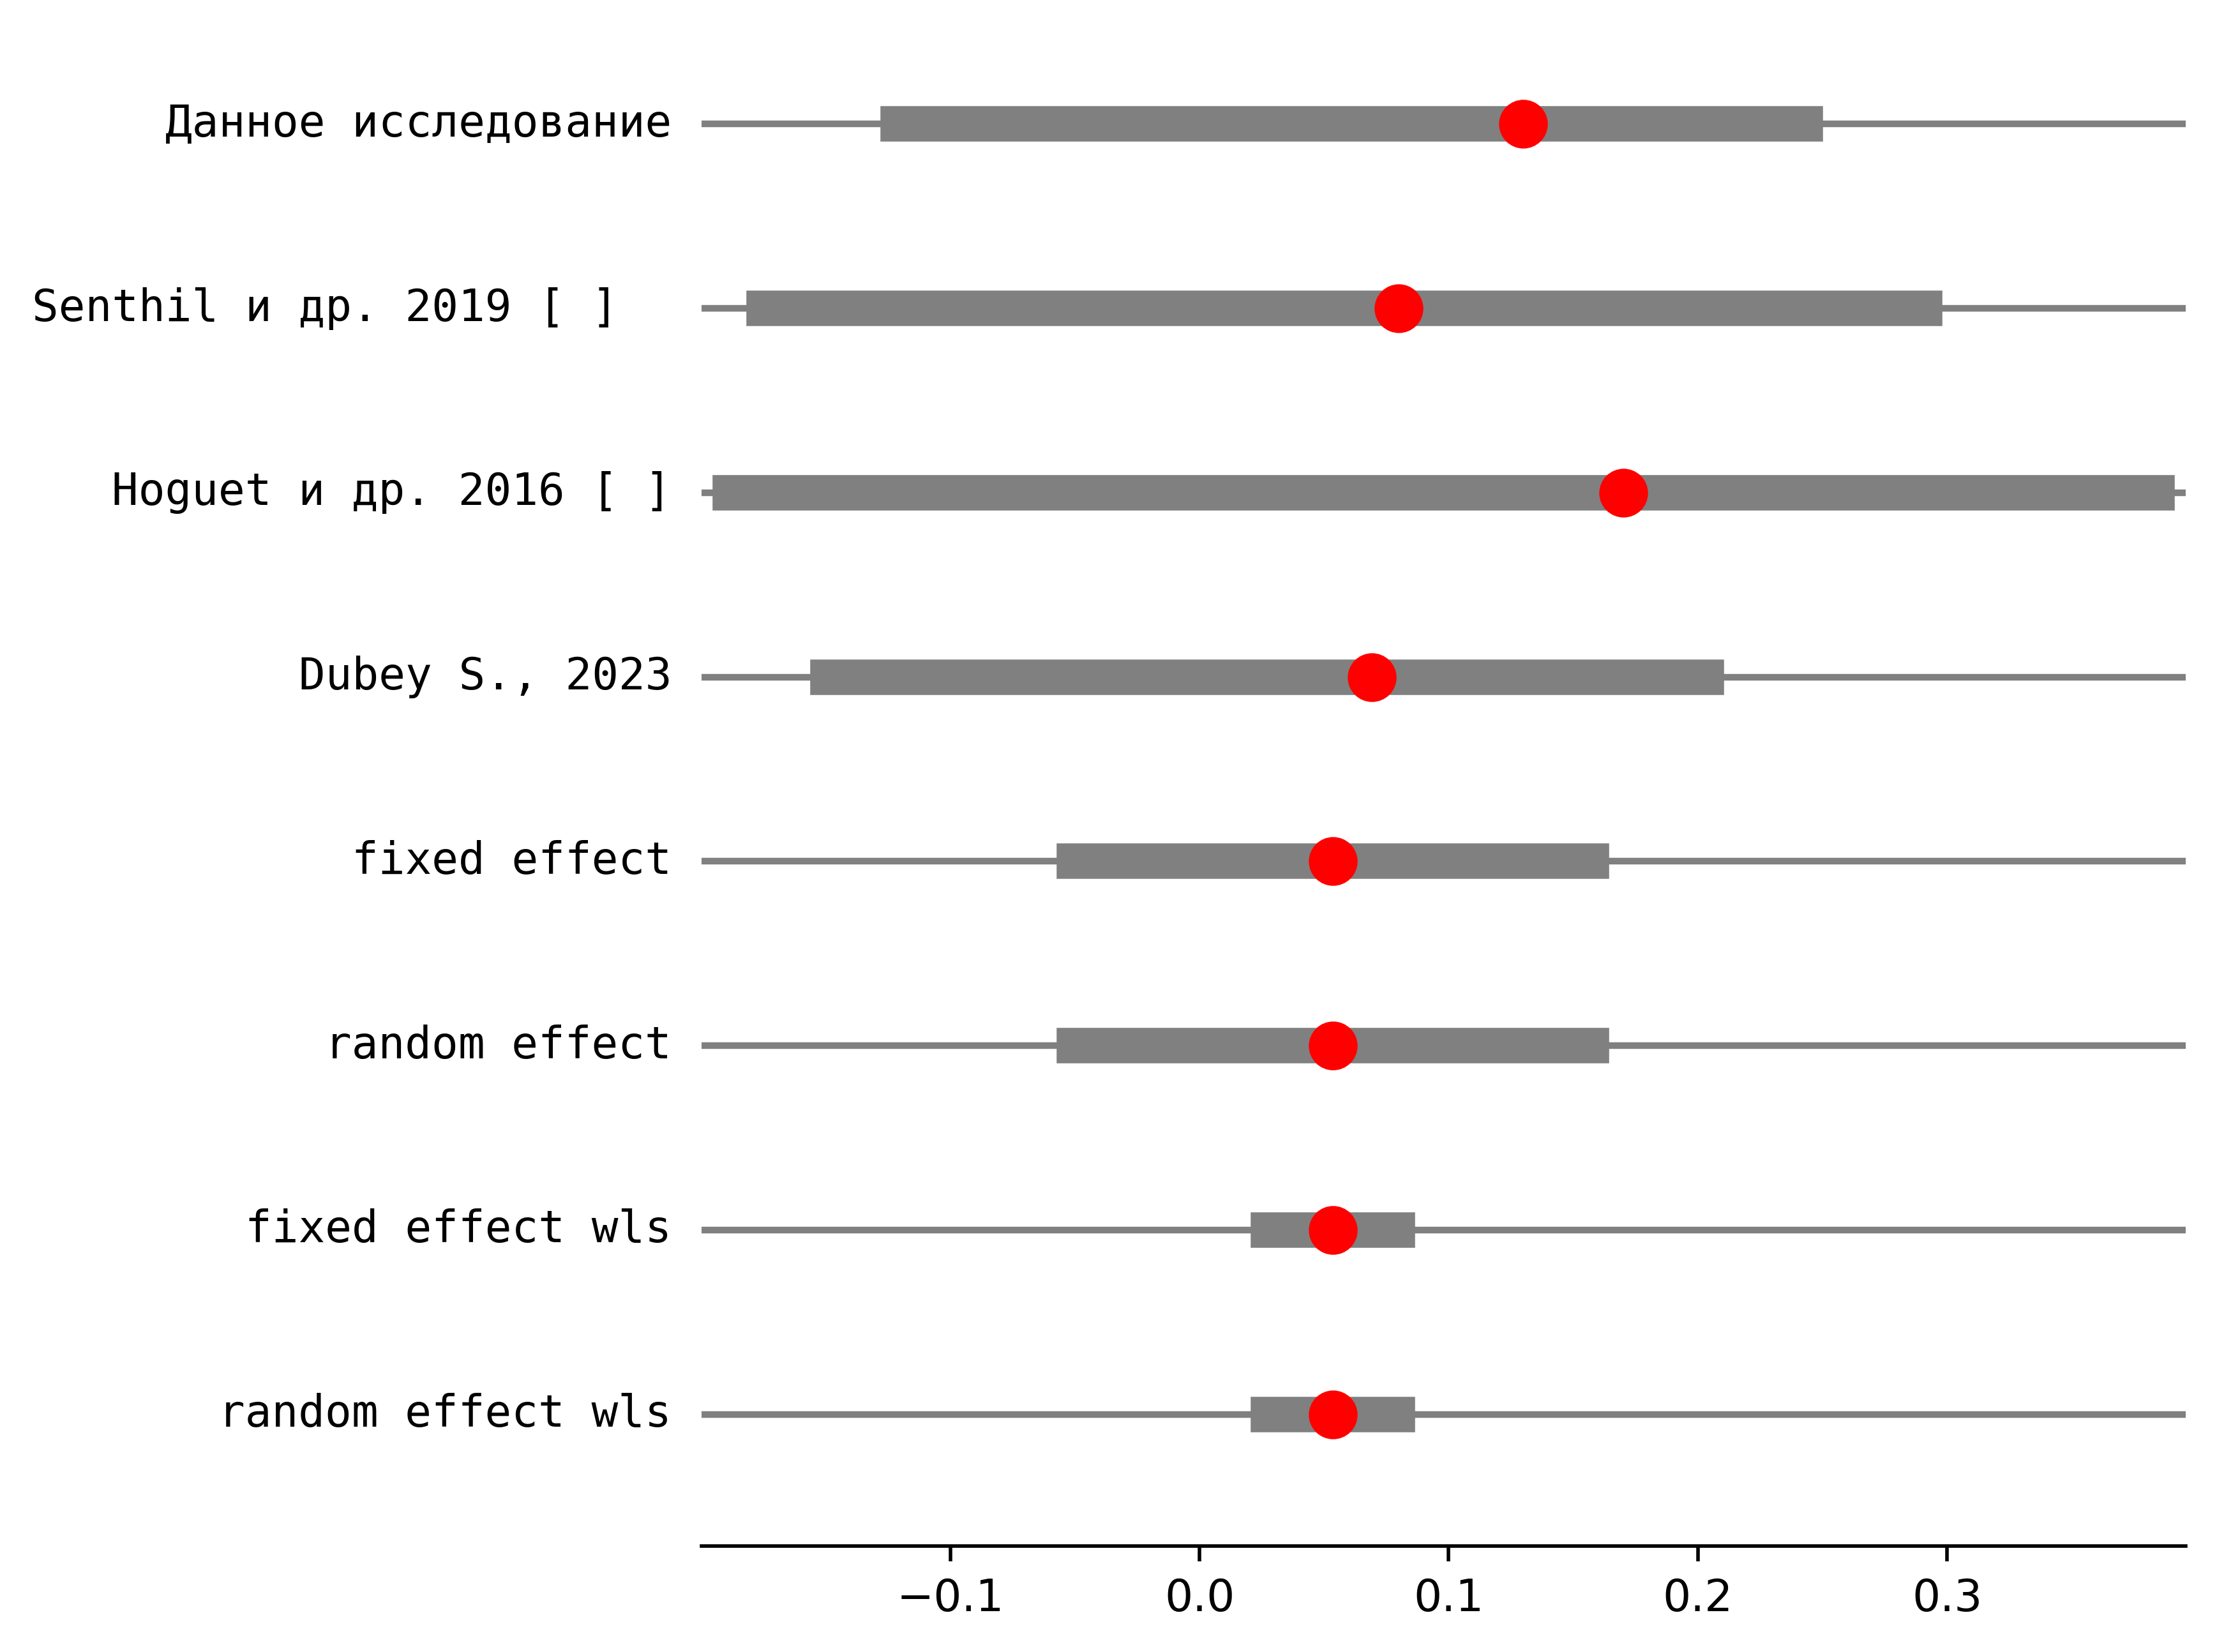 Данное исследование
Senthil и др. 2019 [ ]
Hoguet и др. 2016 [ ]
Dubey S., 2023
fixed effect
random effect
fixed effect wls
random effect wls
−0.1 0.0 0.1 0.2 0.3